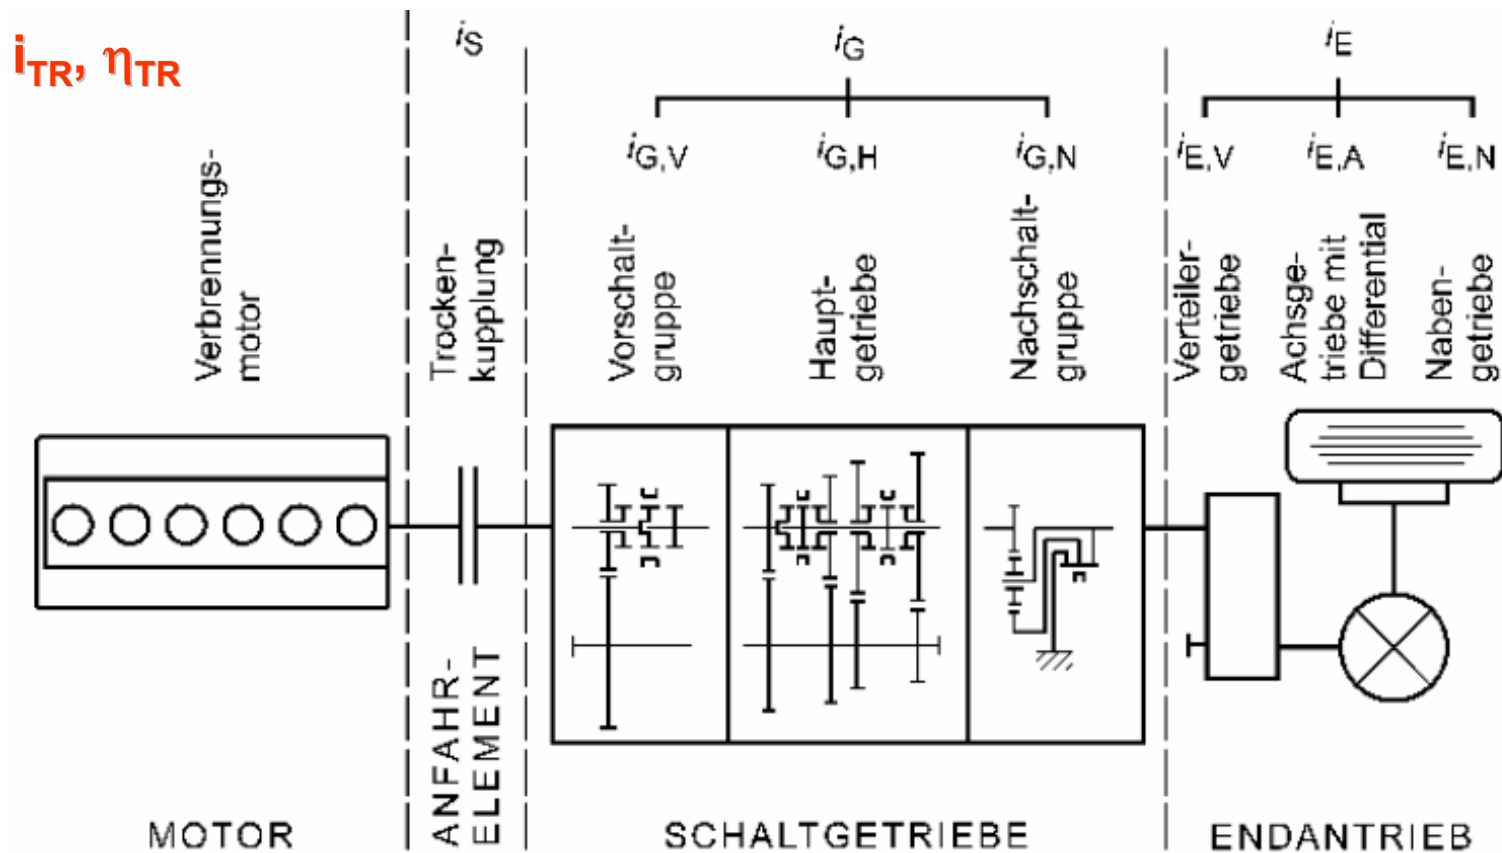 i_TR, η_TR
i_S
i_G
i_E
i_G,V
i_G,H
i_G,N
i_E,V
i_E,A
i_E,N
Verbrennungs-
motor
Trocken-
kupplung
Vorschalt-
gruppe
Haupt-
getriebe
Nachschalt-
gruppe
Verteiler-
getriebe
Achsge-
triebe mit
Differential
Naben-
getriebe
MOTOR
ANFAHR-
ELEMENT
SCHALTGETRIEBE
ENDANTRIEB